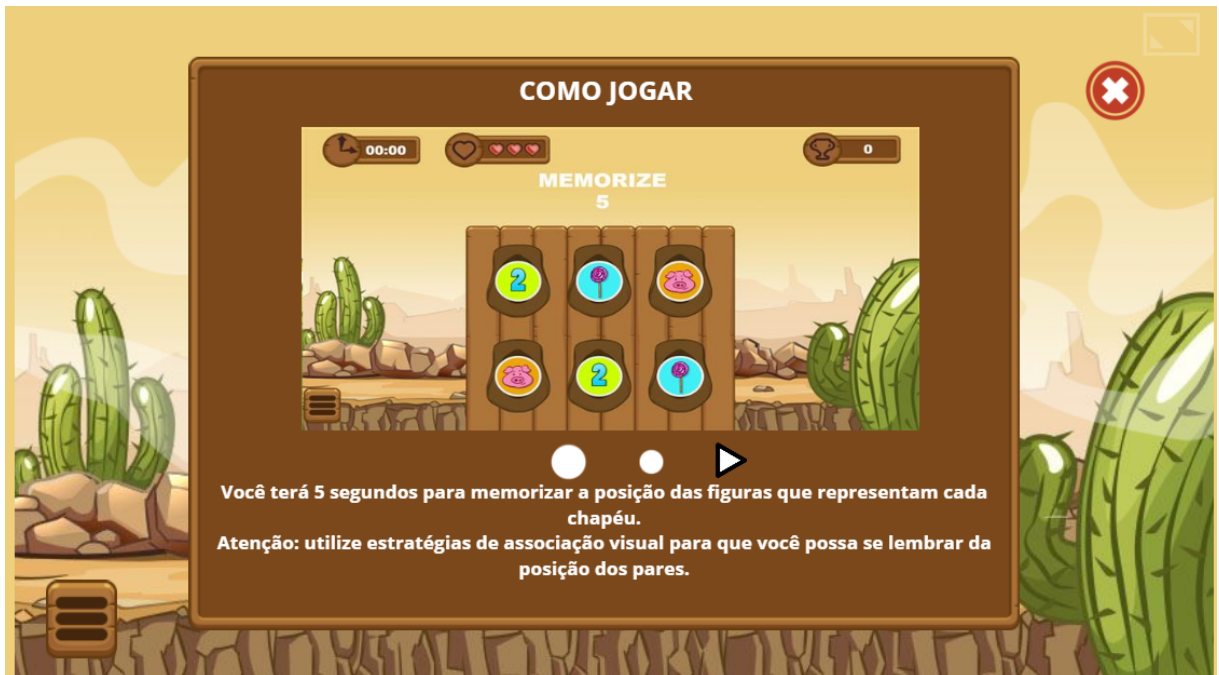 COMO JOGAR
00:00
0
MEMORIZE
5
2
2
Você terá 5 segundos para memorizar a posição das figuras que representam cada
chapéu.
Atenção: utilize estratégias de associação visual para que você possa se lembrar da
posição dos pares.